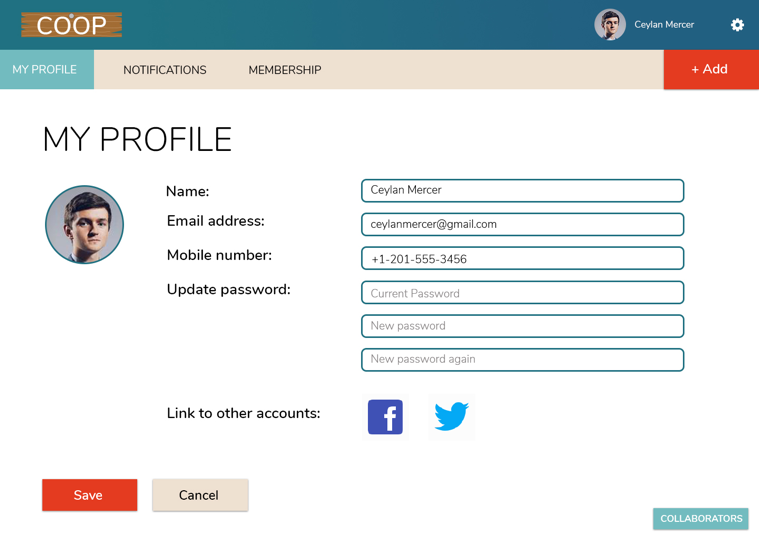 COOP
Ceylan Mercer
MY PROFILE
NOTIFICATIONS
MEMBERSHIP
+ Add
MY PROFILE
Name:
Ceylan Mercer
Email address:
ceylanmercer@gmail.com
Mobile number:
+1-201-555-3456
Update password:
Current Password
New password
New password again
Link to other accounts:
f
Save
Cancel
COLLABORATORS